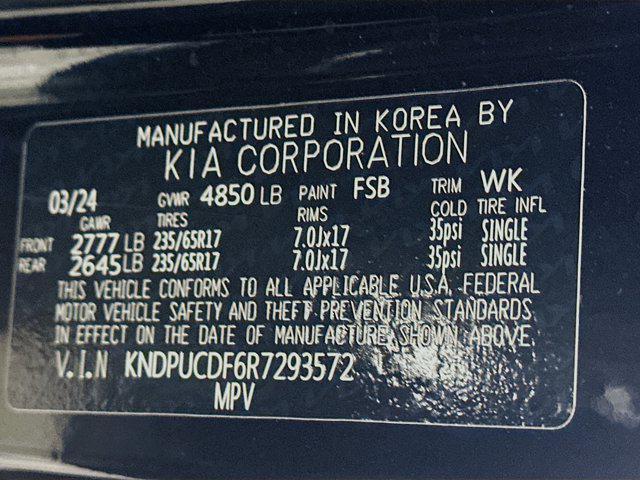 MANUFACTURED IN KOREA BY
KIA CORPORATION
03/24 GVWR 4850 LB PAINT FSB TRIM WK
GAWR TIRES RIMS COLD TIRE INFL
FRONT 2777 LB 235/65R17 7.0Jx17 35psi SINGLE
REAR 2645 LB 235/65R17 7.0Jx17 35psi SINGLE
THIS VEHICLE CONFORMS TO ALL APPLICABLE U.S.A. FEDERAL
MOTOR VEHICLE SAFETY AND THEFT PREVENTION STANDARDS
IN EFFECT ON THE DATE OF MANUFACTURE SHOWN ABOVE.
V.I.N KNDPUCDF6R7293572
MPV